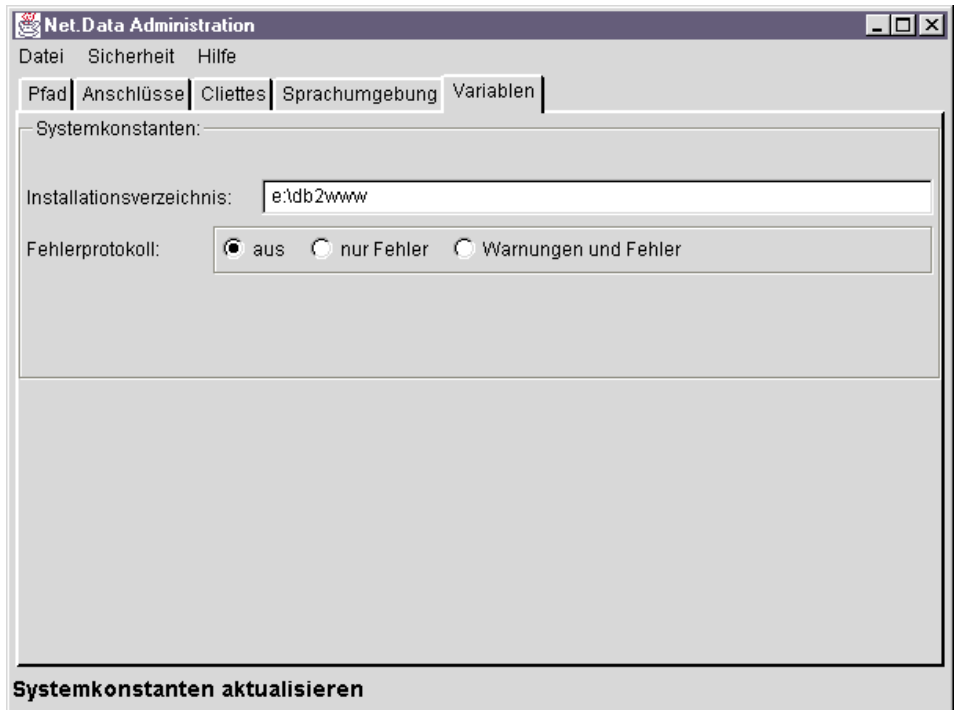 Net.Data Administration
Datei Sicherheit Hilfe
Pfad Anschlüsse Cliettes Sprachumgebung Variablen
Systemkonstanten:
Installationsverzeichnis: e:\db2www
Fehlerprotokoll: aus nur Fehler Warnungen und Fehler
Systemkonstanten aktualisieren